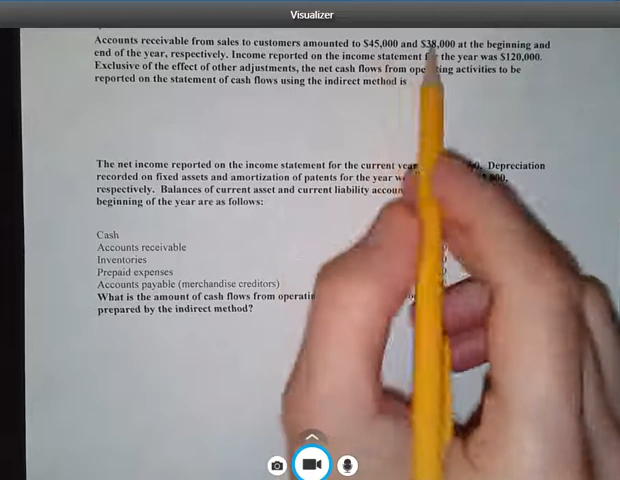 Visualizer
Accounts receivable from sales to customers amounted to $45,000 and $38,000 at the beginning and
end of the year, respectively. Income reported on the income statement the year was $120,000.
Exclusive of the effect of other adjustments, the net cash flows from activities to be
reported on the statement of cash flows using the indirect method is
The net income reported on the income statement for the current Depreciation
recorded on fixed assets and amortization of patents for the year
respectively. Balances of current asset and current liability
beginning of the year are as follows:
Cash
Accounts receivable
Inventories
Prepaid expenses
Accounts payable (merchandise creditors)
What is the amount of cash flows from
prepared by the indirect method?